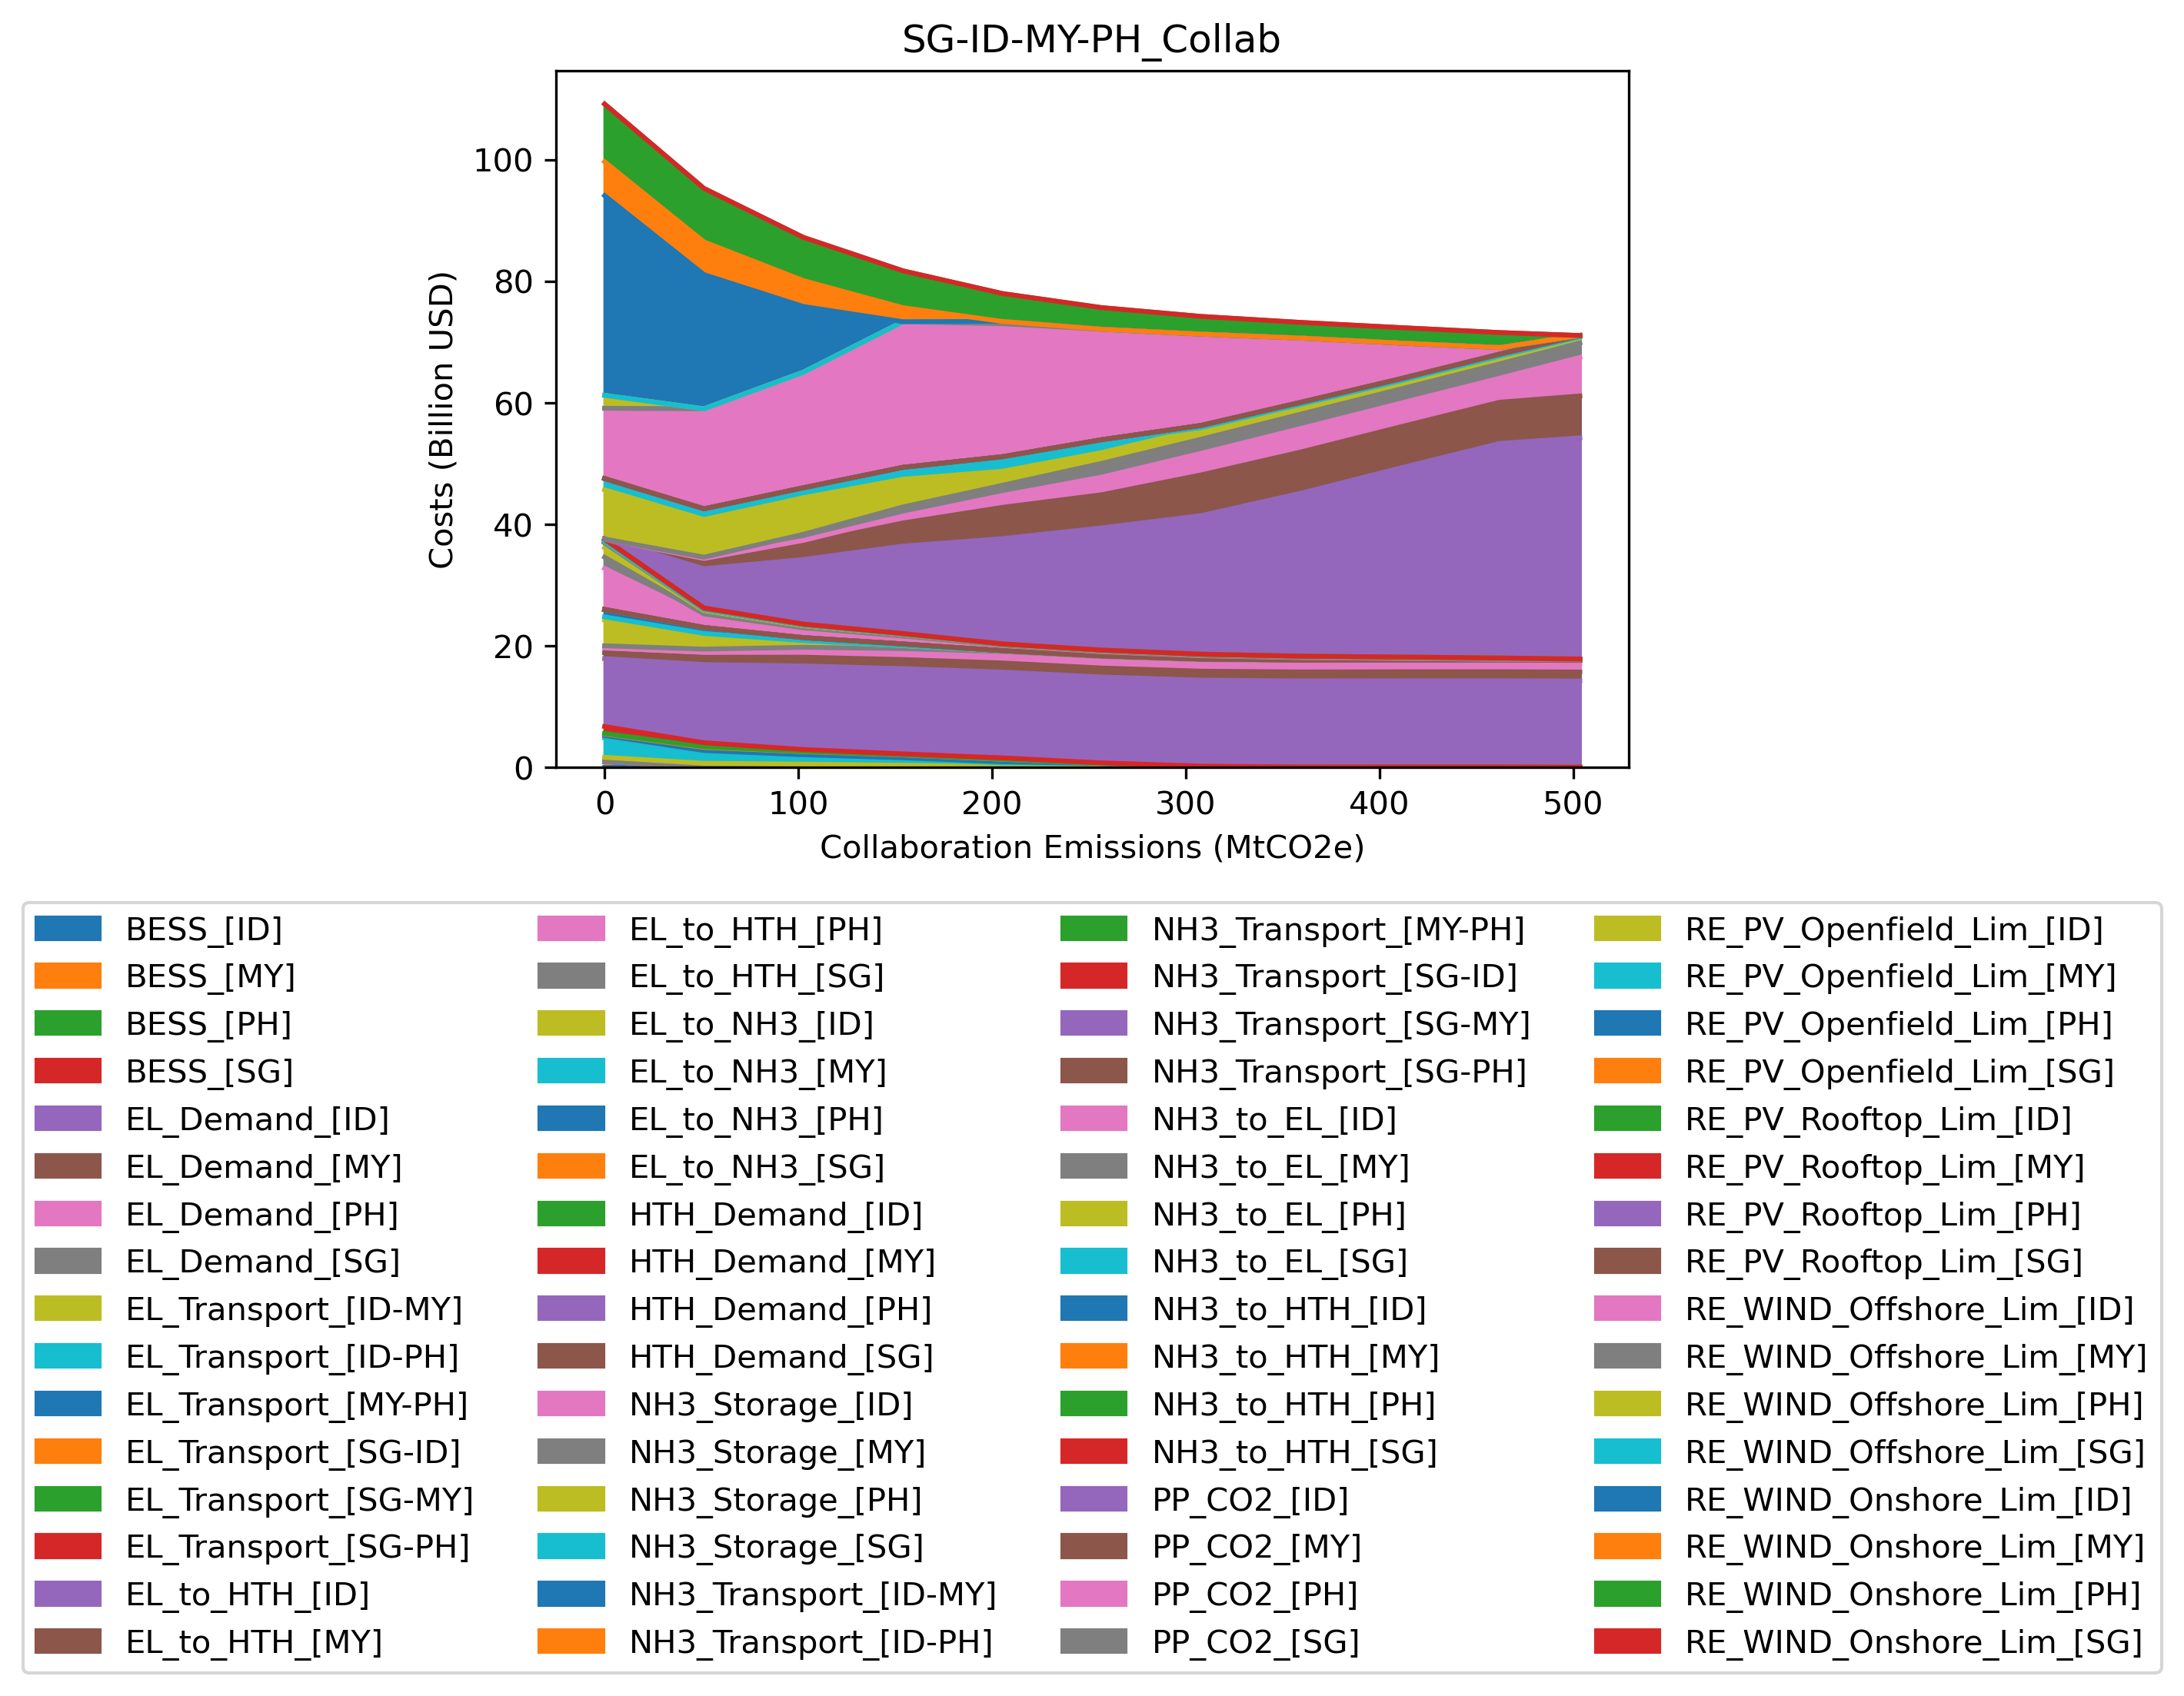 SG-ID-MY-PH_Collab
Costs (Billion USD)
100
80
60
40
20
0
0 100 200 300 400 500
Collaboration Emissions (MtCO2e)
BESS_[ID]
BESS_[MY]
BESS_[PH]
BESS_[SG]
EL_Demand_[ID]
EL_Demand_[MY]
EL_Demand_[PH]
EL_Demand_[SG]
EL_Transport_[ID-MY]
EL_Transport_[ID-PH]
EL_Transport_[MY-PH]
EL_Transport_[SG-ID]
EL_Transport_[SG-MY]
EL_Transport_[SG-PH]
EL_to_HTH_[ID]
EL_to_HTH_[MY]
EL_to_HTH_[PH]
EL_to_HTH_[SG]
EL_to_NH3_[ID]
EL_to_NH3_[MY]
EL_to_NH3_[PH]
EL_to_NH3_[SG]
HTH_Demand_[ID]
HTH_Demand_[MY]
HTH_Demand_[PH]
HTH_Demand_[SG]
NH3_Storage_[ID]
NH3_Storage_[MY]
NH3_Storage_[PH]
NH3_Storage_[SG]
NH3_Transport_[ID-MY]
NH3_Transport_[ID-PH]
NH3_Transport_[MY-PH]
NH3_Transport_[SG-ID]
NH3_Transport_[SG-MY]
NH3_Transport_[SG-PH]
NH3_to_EL_[ID]
NH3_to_EL_[MY]
NH3_to_EL_[PH]
NH3_to_EL_[SG]
NH3_to_HTH_[ID]
NH3_to_HTH_[MY]
NH3_to_HTH_[PH]
NH3_to_HTH_[SG]
PP_CO2_[ID]
PP_CO2_[MY]
PP_CO2_[PH]
PP_CO2_[SG]
RE_PV_Openfield_Lim_[ID]
RE_PV_Openfield_Lim_[MY]
RE_PV_Openfield_Lim_[PH]
RE_PV_Openfield_Lim_[SG]
RE_PV_Rooftop_Lim_[ID]
RE_PV_Rooftop_Lim_[MY]
RE_PV_Rooftop_Lim_[PH]
RE_PV_Rooftop_Lim_[SG]
RE_WIND_Offshore_Lim_[ID]
RE_WIND_Offshore_Lim_[MY]
RE_WIND_Offshore_Lim_[PH]
RE_WIND_Offshore_Lim_[SG]
RE_WIND_Onshore_Lim_[ID]
RE_WIND_Onshore_Lim_[MY]
RE_WIND_Onshore_Lim_[PH]
RE_WIND_Onshore_Lim_[SG]